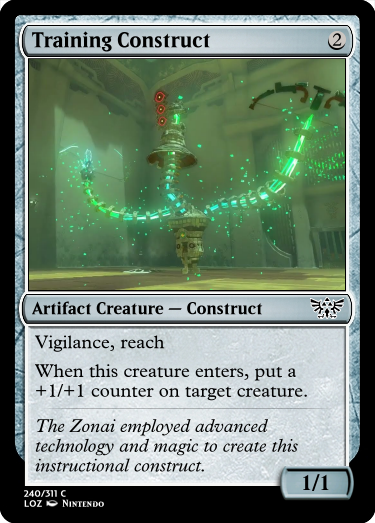 Training Construct 2
Artifact Creature — Construct
Vigilance, reach
When this creature enters, put a
+1/+1 counter on target creature.
The Zonai employed advanced
technology and magic to create this
instructional construct.
1/1
240/311 C
LOZ Nintendo